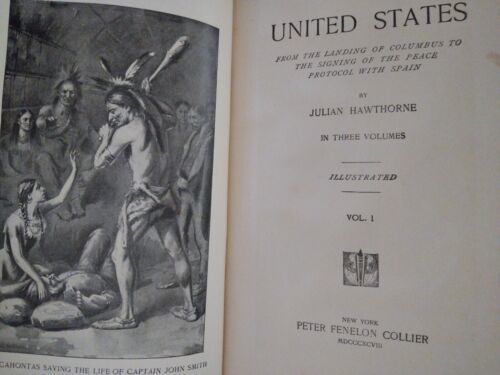 CAHONTAS SAVING THE LIFE OF CAPTAIN JOHN SMITH
UNITED STATES
FROM THE LANDING OF COLUMBUS TO
THE SIGNING OF THE PEACE
PROTOCOL WITH SPAIN
BY
JULIAN HAWTHORNE
IN THREE VOLUMES
ILLUSTRATED
VOL. I
NEW YORK
PETER FENELON COLLIER
MDCCCXCVIII